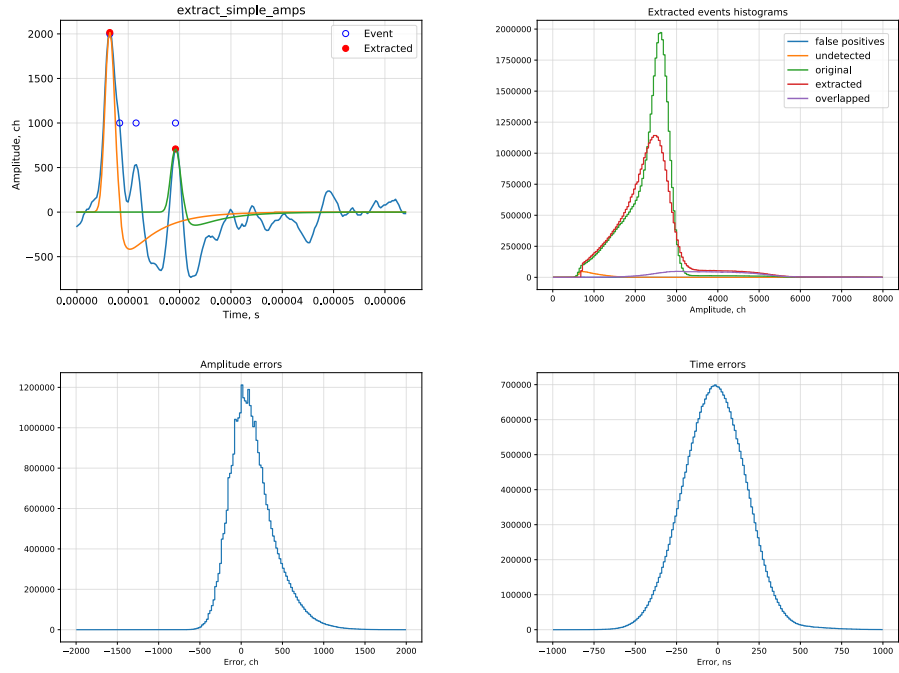 extract_simple_amps
2000
1500
1000
500
0
−500
Amplitude, ch
Event
Extracted
0.00000 0.00001 0.00002 0.00003 0.00004 0.00005 0.00006
Time, s
Extracted events histograms
2000000
1750000
1500000
1250000
1000000
750000
500000
250000
0
false positives
undetected
original
extracted
overlapped
0 1000 2000 3000 4000 5000 6000 7000 8000
Amplitude, ch
Amplitude errors
1200000
1000000
800000
600000
400000
200000
0
−2000 −1500 −1000 −500 0 500 1000 1500 2000
Error, ch
Time errors
700000
600000
500000
400000
300000
200000
100000
0
−1000 −750 −500 −250 0 250 500 750 1000
Error, ns